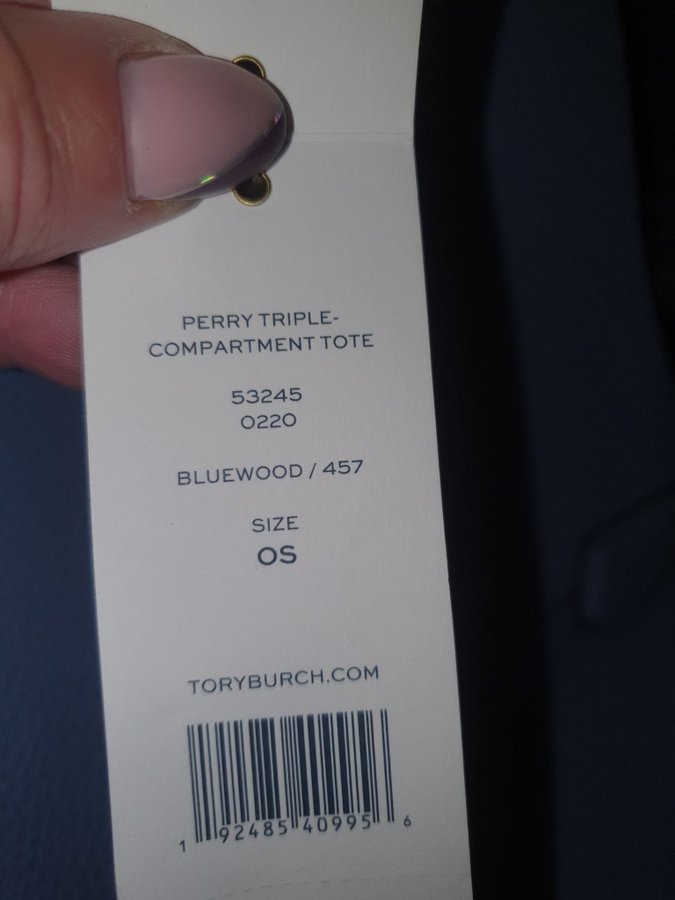 PERRY TRIPLE-
COMPARTMENT TOTE
53245
0220
BLUEWOOD / 457
SIZE
OS
TORYBURCH.COM
1 92485 40995 6